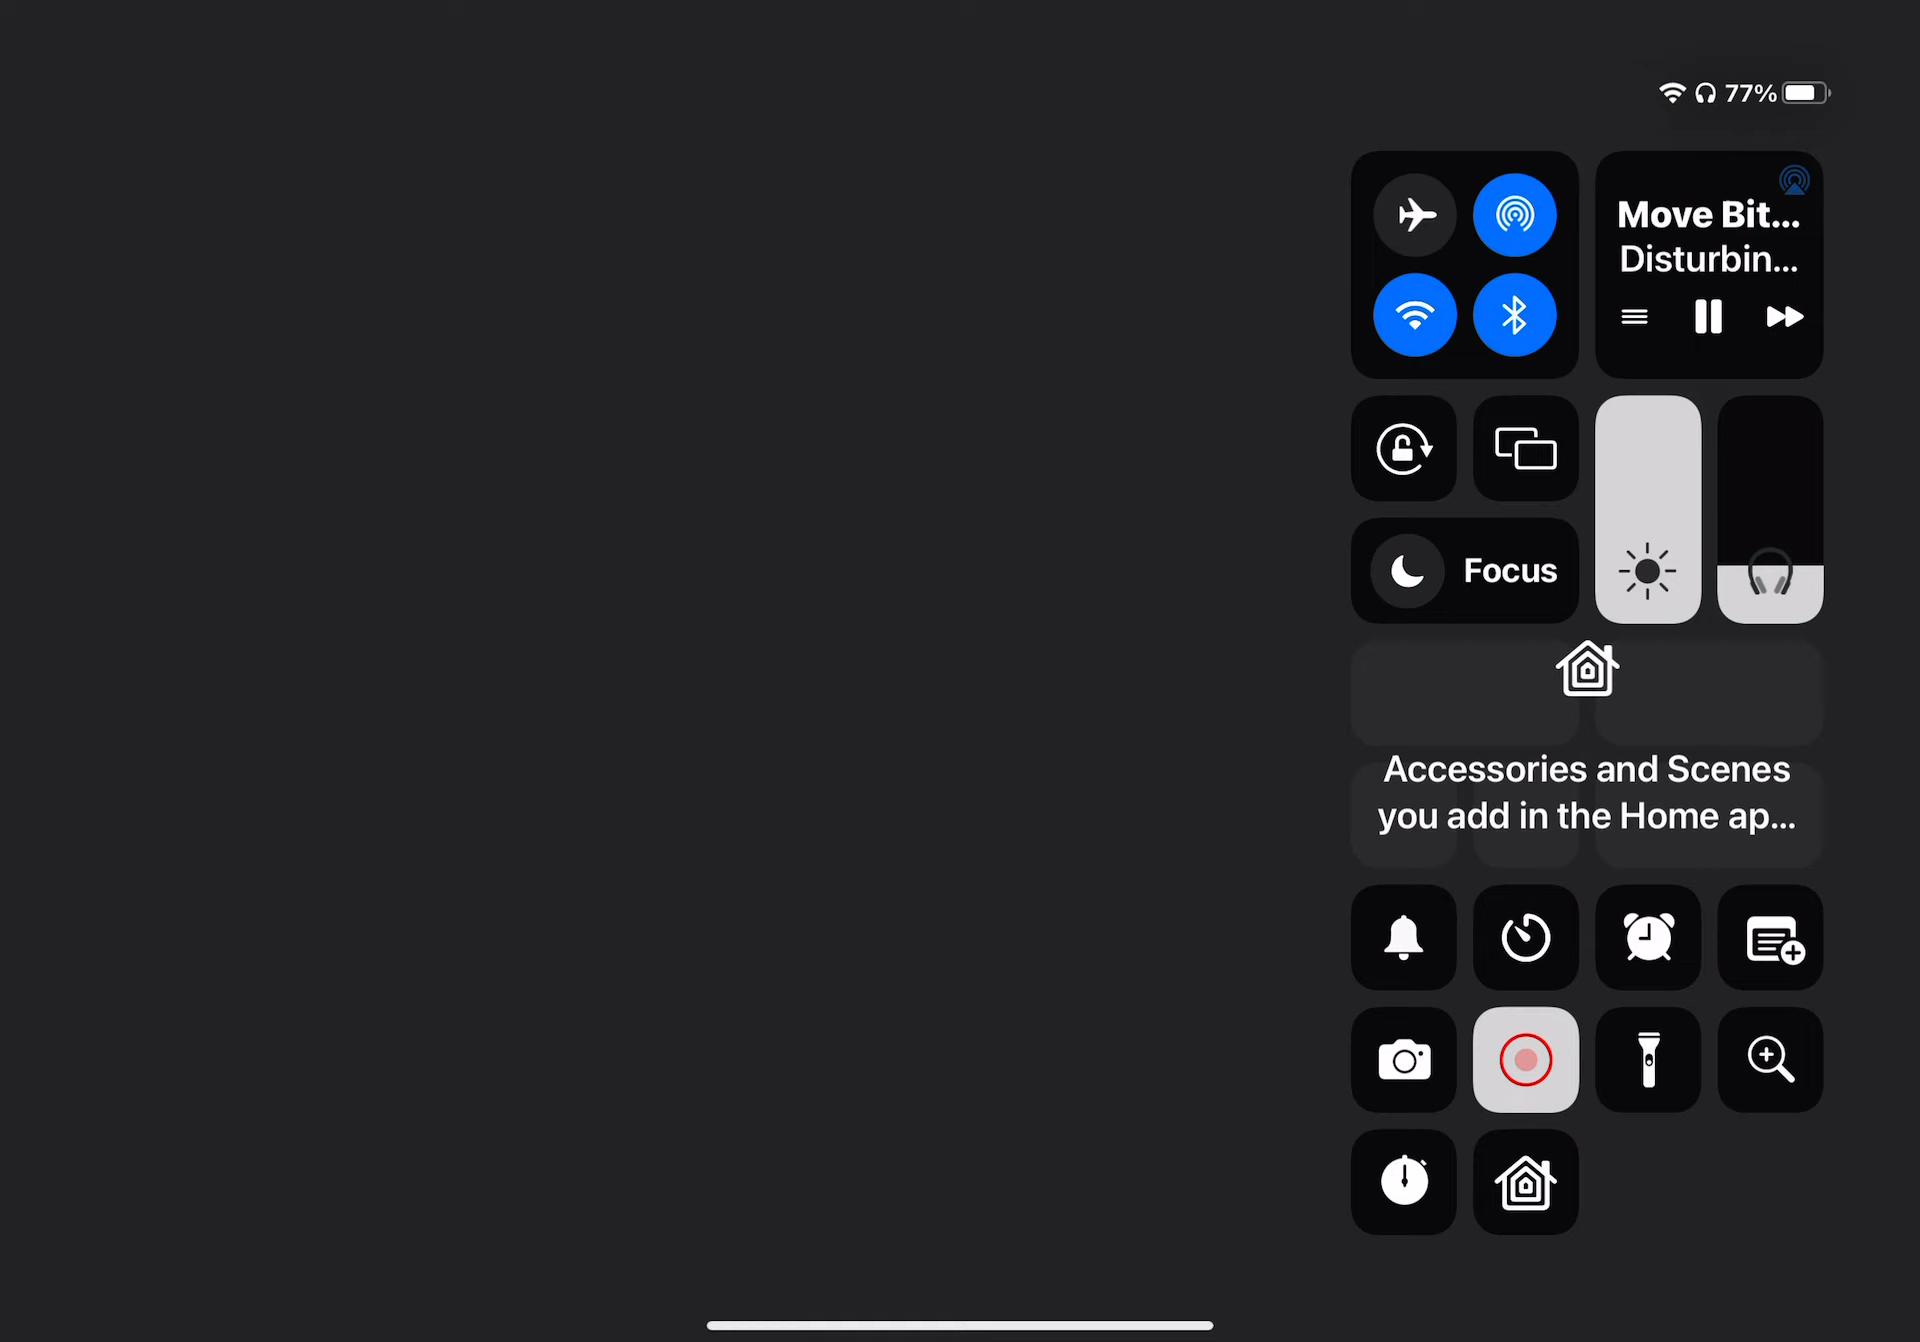 77%
Move Bit...
Disturbin...
Focus
Accessories and Scenes
you add in the Home ap...